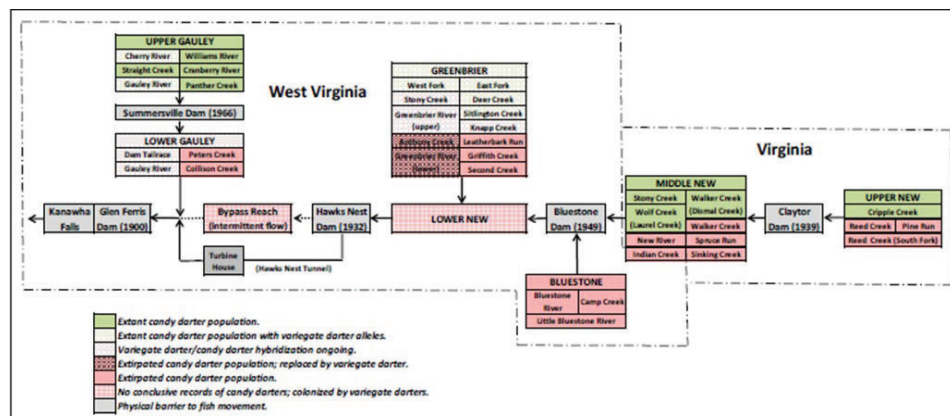 UPPER GAULEY
Cherry River Williams River
Straight Creek Cranberry River
Gauley River Panther Creek
Summersville Dam (1966)
LOWER GAULEY
Dam Tailrace Peters Creek
Gauley River Collison Creek
West Virginia
GREENBRIER
West Fork East Fork
Stony Creek Deer Creek
Greenbrier River (upper) Sitlington Creek
Knapp Creek
Anthony Creek Leatherbark Run
Greenbrier River (lower) Griffith Creek
Second Creek
Virginia
MIDDLE NEW
Stony Creek Walker Creek (Dismal Creek)
Wolf Creek (Laurel Creek) Walker Creek
New River Spruce Run
Indian Creek Sinking Creek
UPPER NEW
Cripple Creek
Reed Creek Pine Run
Reed Creek (South Fork)
Kanawha Falls
Glen Ferris Dam (1900)
Bypass Reach (intermittent flow)
Hawks Nest Dam (1932)
LOWER NEW
Bluestone Dam (1949)
Claytor Dam (1939)
Turbine House
(Hawks Nest Tunnel)
BLUESTONE
Bluestone River Camp Creek
Little Bluestone River
Extant candy darter population.
Extant candy darter population with variegate darter alleles.
Variegate darter/candy darter hybridization ongoing.
Extirpated candy darter population; replaced by variegate darter.
Extirpated candy darter population.
No conclusive records of candy darters; colonized by variegate darters.
Physical barrier to fish movement.